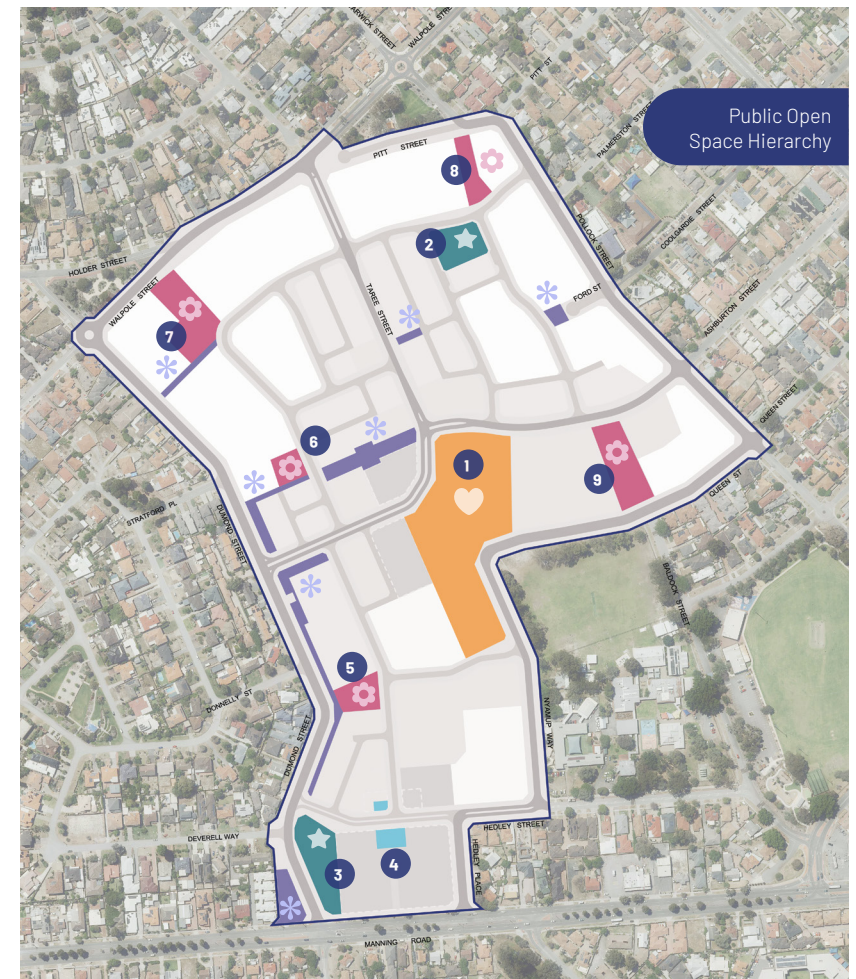 WALPOLE STRE
PITT ST
Public Open
Space Hierarchy
PALMERSTON STREET
PITT STREET
8
2
COOLGARDIE STREET
POLLOCK STREET
HOLDER STREET
WALPOLE STREET
TAREE STREET
FORD ST
ASHBURTON STREET
7
QUEEN STREET
6
1
9
QUEEN ST
STRATFORD PL
DUMOND STREET
BALDOCK STREET
5
DONNELLY ST
NYAMUP WAY
DUMOND STREET
DEVERELL WAY
HEDLEY STREET
3
4
HEDLEY PLACE
MANNING ROAD